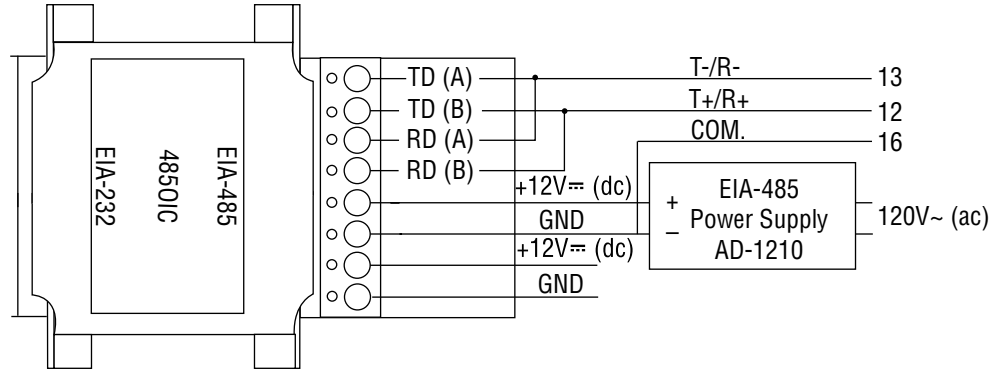 EIA-232
485OIC
EIA-485
TD (A)
TD (B)
RD (A)
RD (B)
T-/R-
13
T+/R+
12
COM.
16
+12V⎓ (dc)
GND
+12V⎓ (dc)
GND
EIA-485
+
Power Supply
–
AD-1210
120V~ (ac)